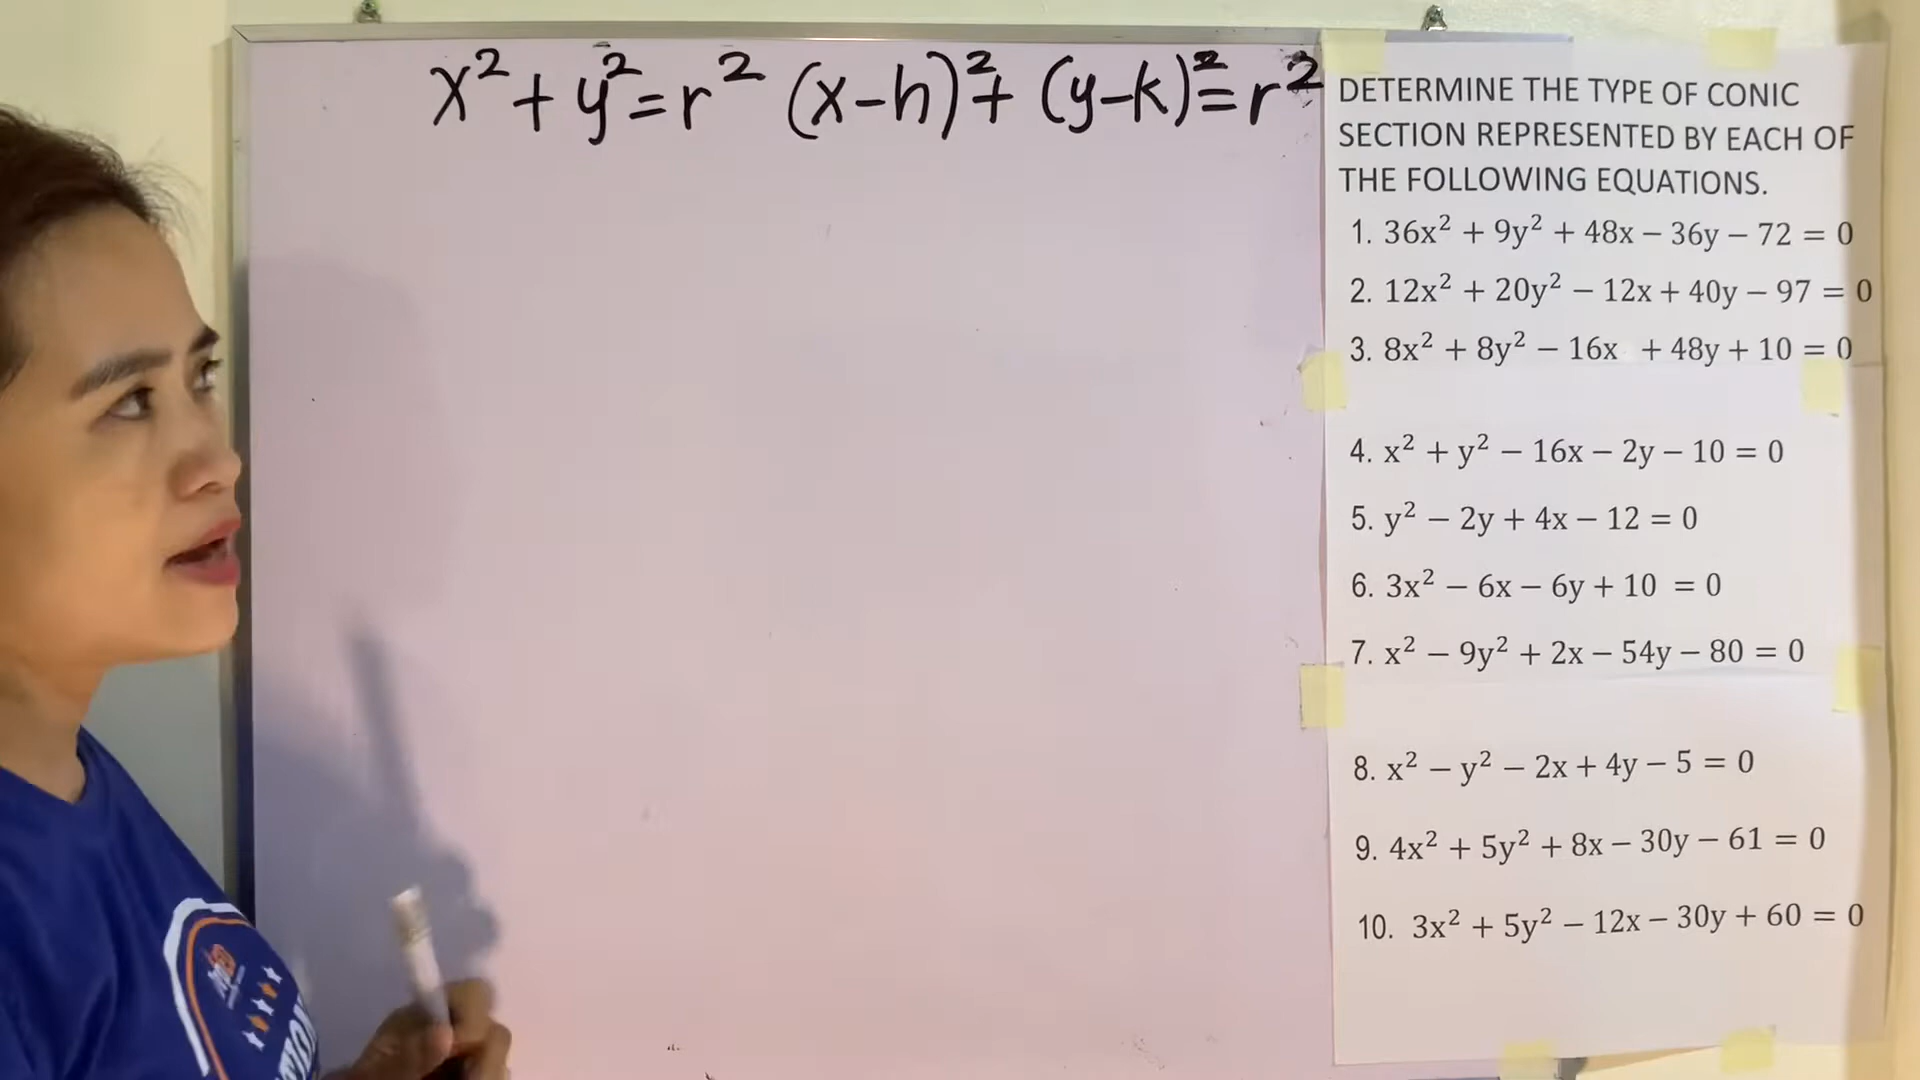 x² + y² = r² (x-h)² + (y-k)² = r²
DETERMINE THE TYPE OF CONIC
SECTION REPRESENTED BY EACH OF
THE FOLLOWING EQUATIONS.
1. 36x² + 9y² + 48x − 36y − 72 = 0
2. 12x² + 20y² − 12x + 40y − 97 = 0
3. 8x² + 8y² − 16x + 48y + 10 = 0
4. x² + y² − 16x − 2y − 10 = 0
5. y² − 2y + 4x − 12 = 0
6. 3x² − 6x − 6y + 10 = 0
7. x² − 9y² + 2x − 54y − 80 = 0
8. x² − y² − 2x + 4y − 5 = 0
9. 4x² + 5y² + 8x − 30y − 61 = 0
10. 3x² + 5y² − 12x − 30y + 60 = 0